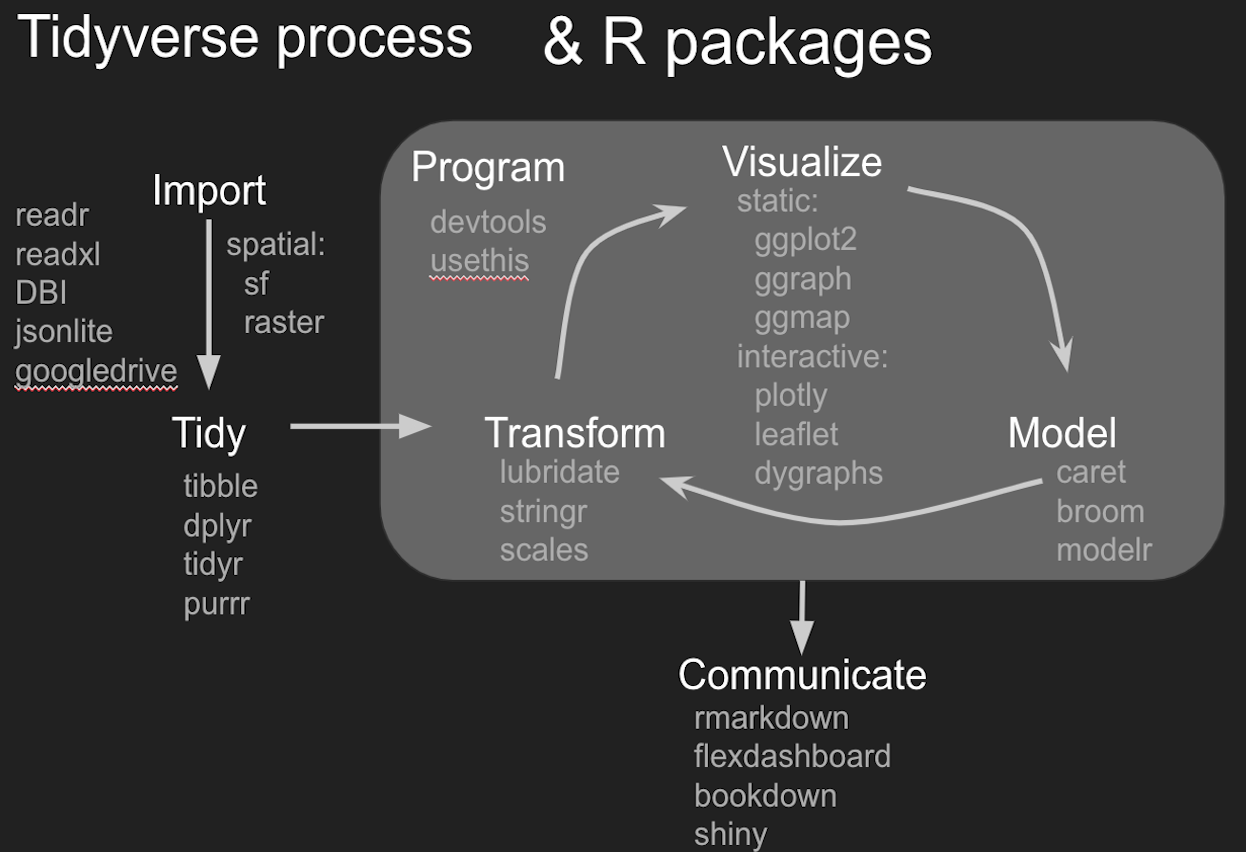 Tidyverse process & R packages
Import
readr
readxl
DBI
jsonlite
googledrive
spatial:
sf
raster
Tidy
tibble
dplyr
tidyr
purrr
Program
devtools
usethis
Transform
lubridate
stringr
scales
Visualize
static:
ggplot2
ggraph
ggmap
interactive:
plotly
leaflet
dygraphs
Model
caret
broom
modelr
Communicate
rmarkdown
flexdashboard
bookdown
shiny